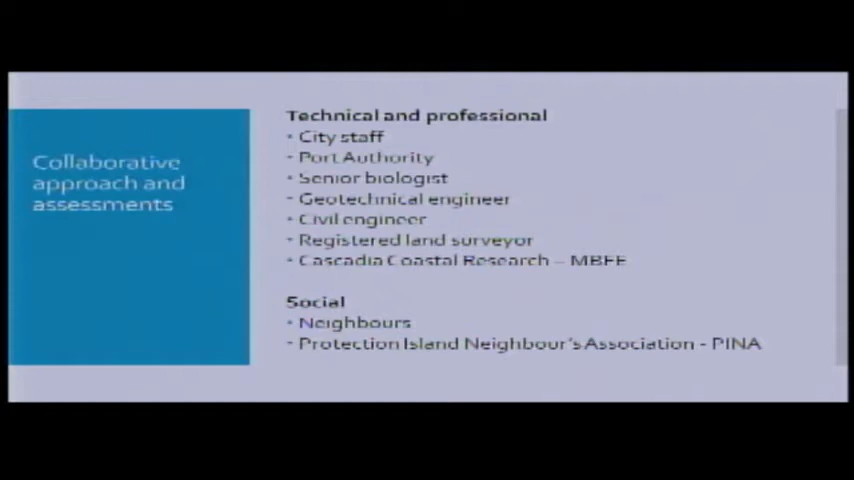 Collaborative
approach and
assessments
Technical and professional
• City staff
• Port Authority
• Senior biologist
• Geotechnical engineer
• Civil engineer
• Registered land surveyor
• Cascadia Coastal Research –
Social
• Neighbours
• Protection Island Neighbour's Association - PINA